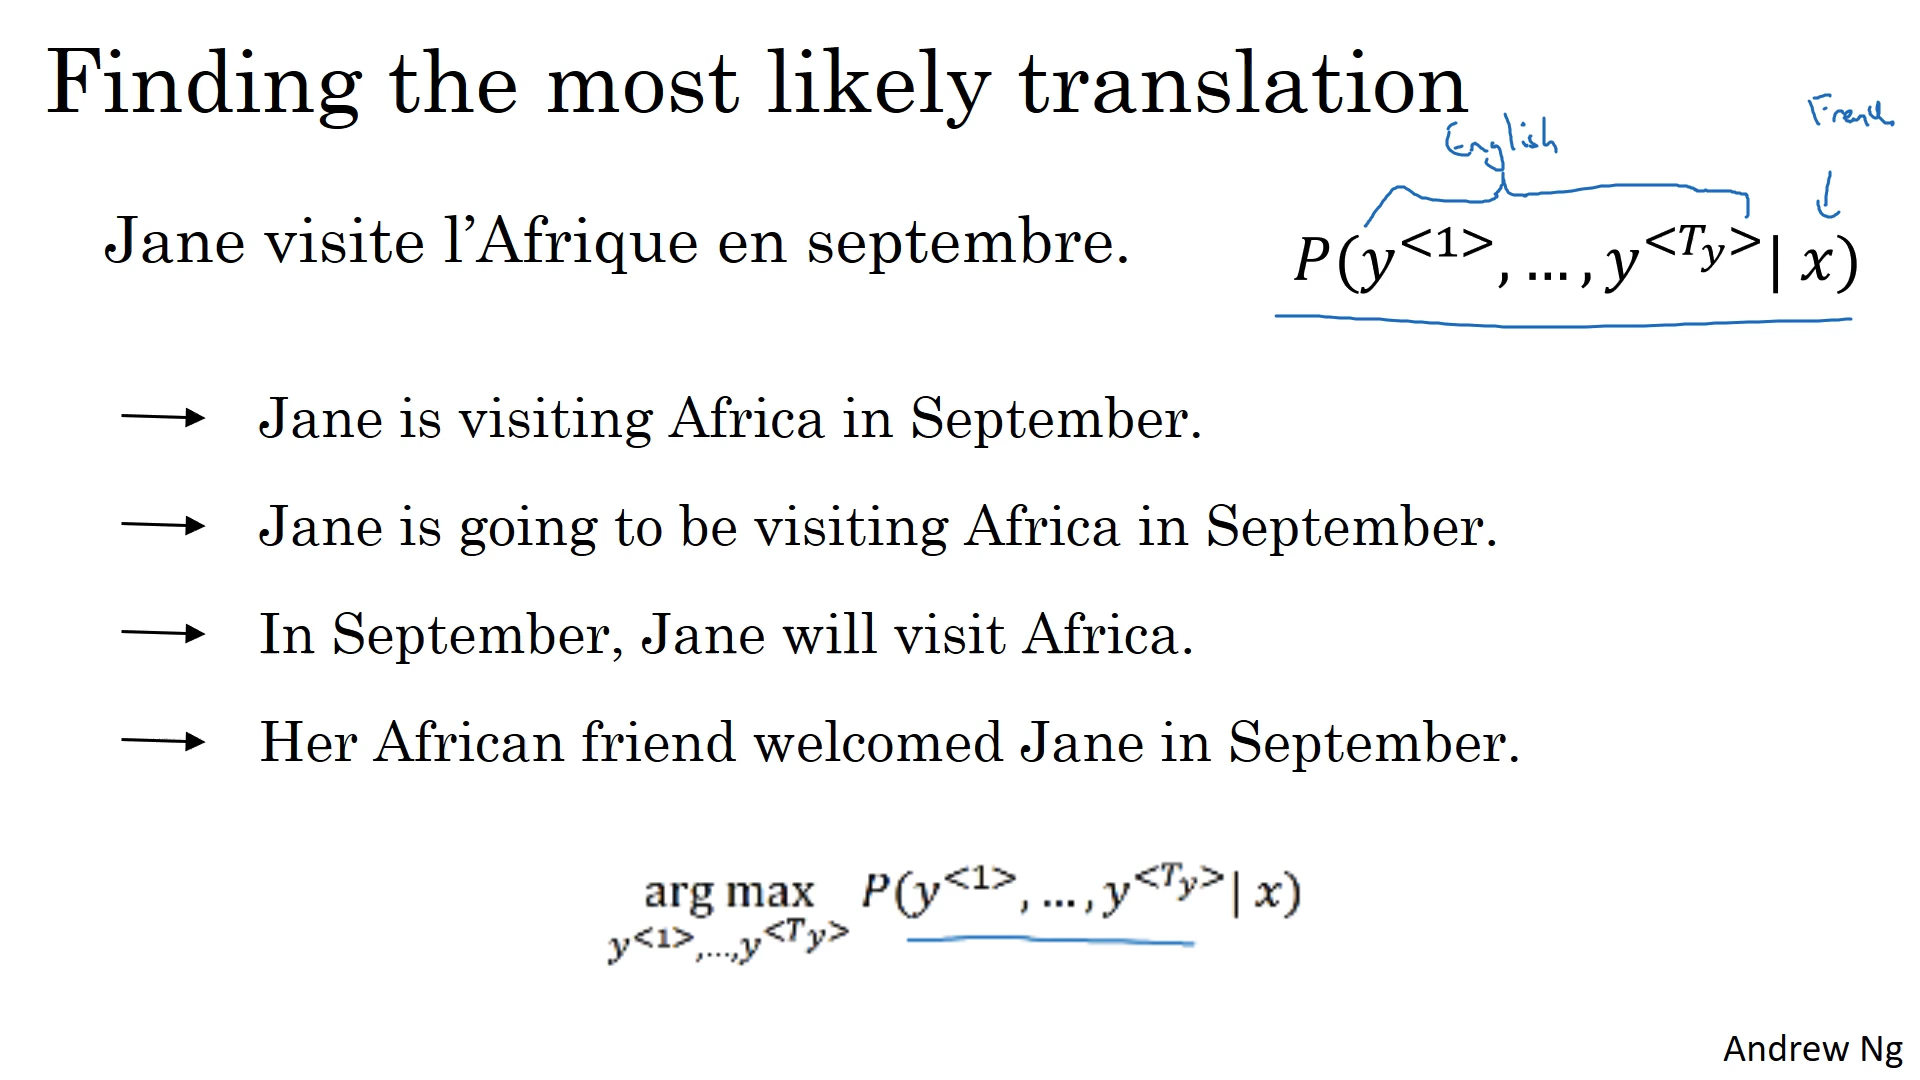 Finding the most likely translation
English
French
Jane visite l’Afrique en septembre.
P(y<1>, …, y<Ty>| x)
Jane is visiting Africa in September.
Jane is going to be visiting Africa in September.
In September, Jane will visit Africa.
Her African friend welcomed Jane in September.
arg max P(y<1>, …, y<Ty>| x)
y<1>,…,y<Ty>
Andrew Ng